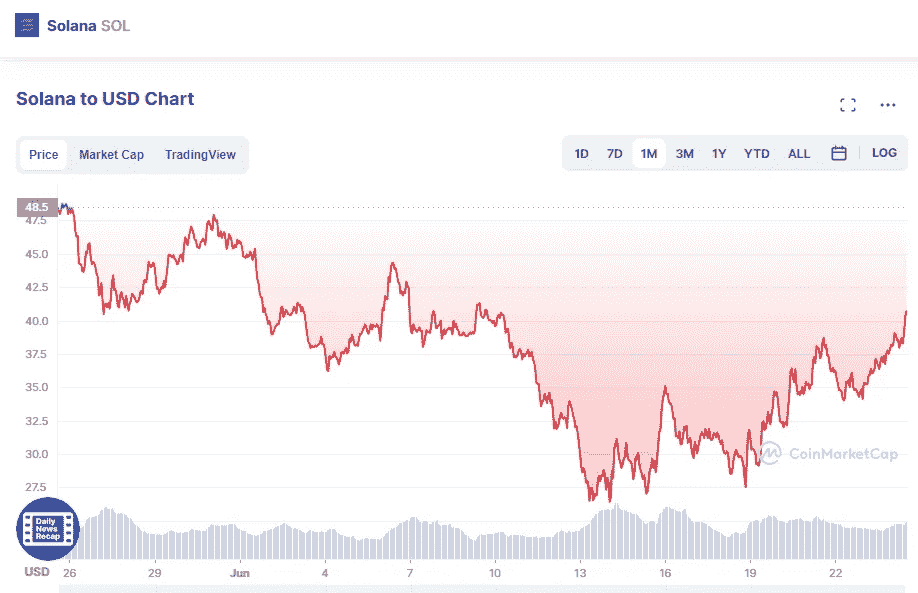 Solana SOL
Solana to USD Chart
Price Market Cap TradingView
1D 7D 1M 3M 1Y YTD ALL LOG
48.5
47.5
45.0
42.5
40.0
37.5
35.0
32.5
30.0
CoinMarketCap
27.5
Daily
News
Recap
USD 26 29 Jun 4 7 10 13 16 19 22